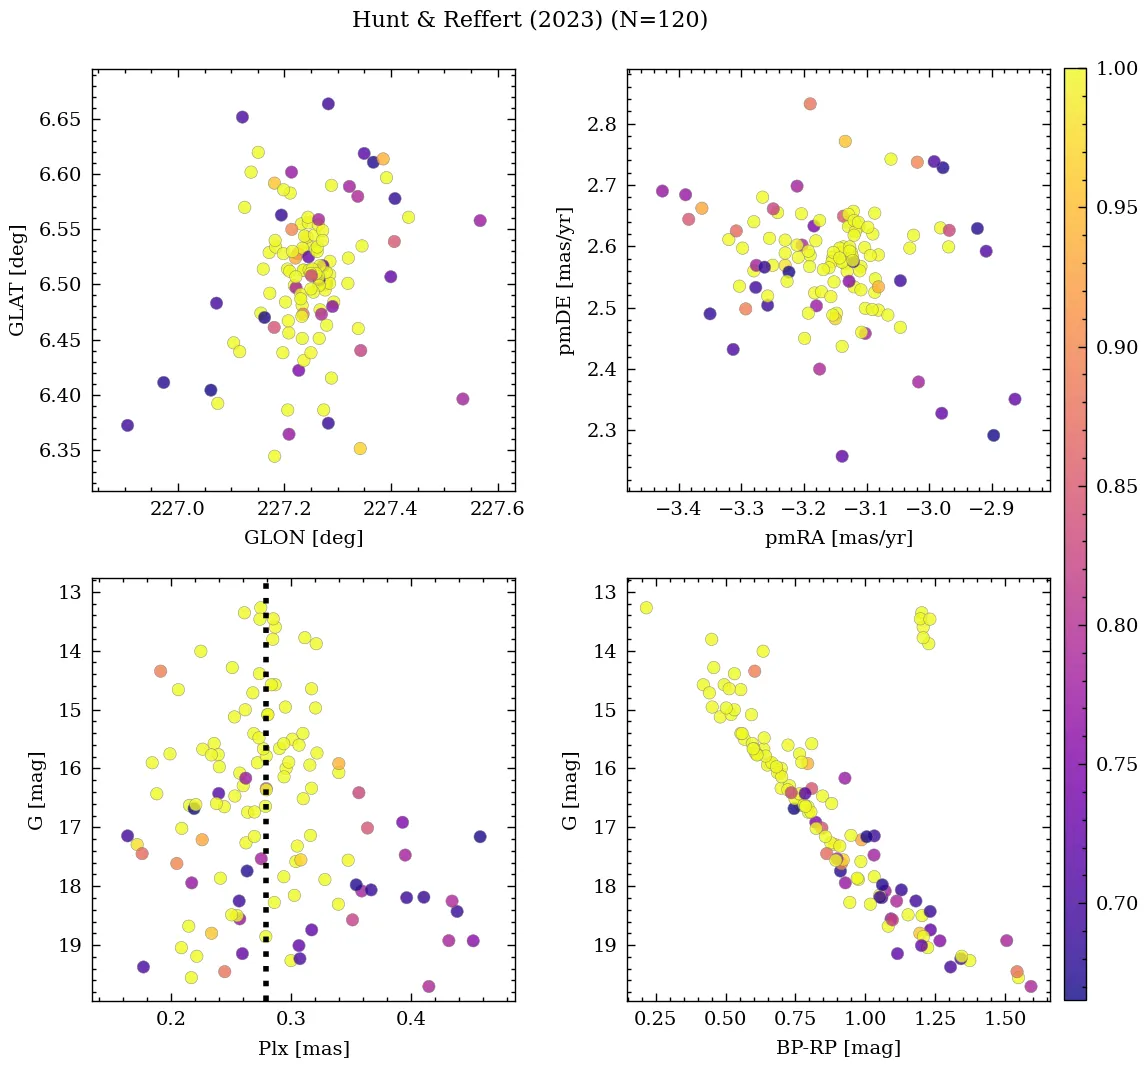 Hunt & Reffert (2023) (N=120)
6.65
6.60
6.55
6.50
6.45
6.40
6.35
GLAT [deg]
227.0 227.2 227.4 227.6
GLON [deg]
2.8
2.7
2.6
2.5
2.4
2.3
pmDE [mas/yr]
−3.4 −3.3 −3.2 −3.1 −3.0 −2.9
pmRA [mas/yr]
1.00
0.95
0.90
0.85
0.80
0.75
0.70
13
14
15
16
17
18
19
G [mag]
0.2 0.3 0.4
Plx [mas]
13
14
15
16
17
18
19
G [mag]
0.25 0.50 0.75 1.00 1.25 1.50
BP-RP [mag]